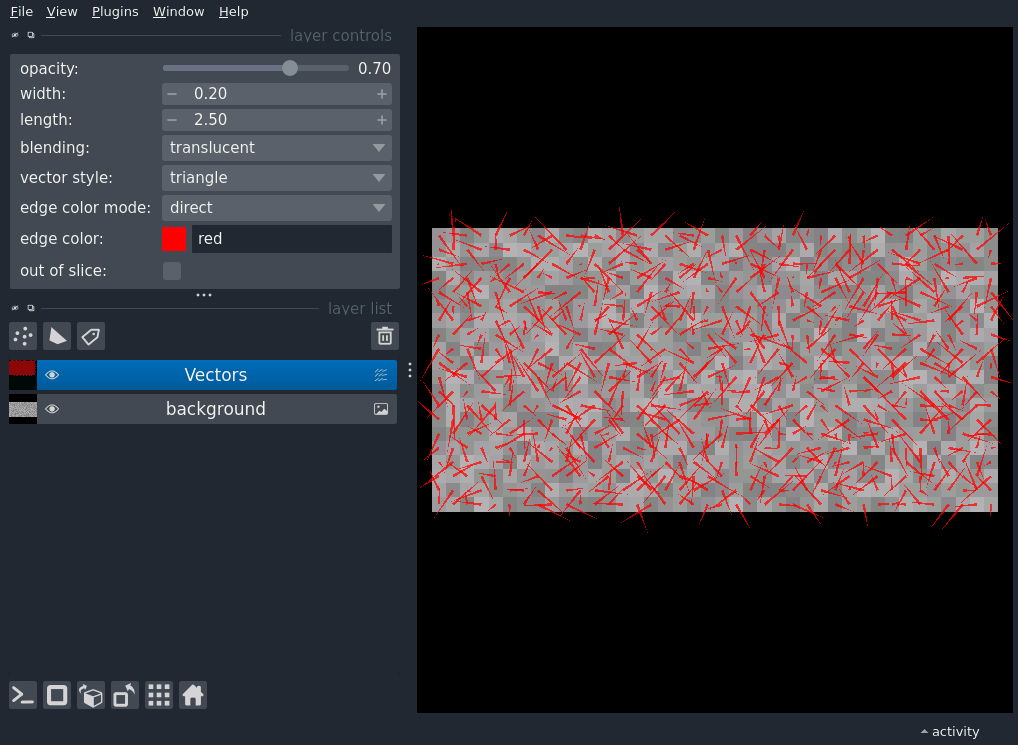 File View Plugins Window Help
layer controls
opacity: 0.70
width: − 0.20 +
length: − 2.50 +
blending: translucent
vector style: triangle
edge color mode: direct
edge color: red
out of slice:
layer list
Vectors
background
activity